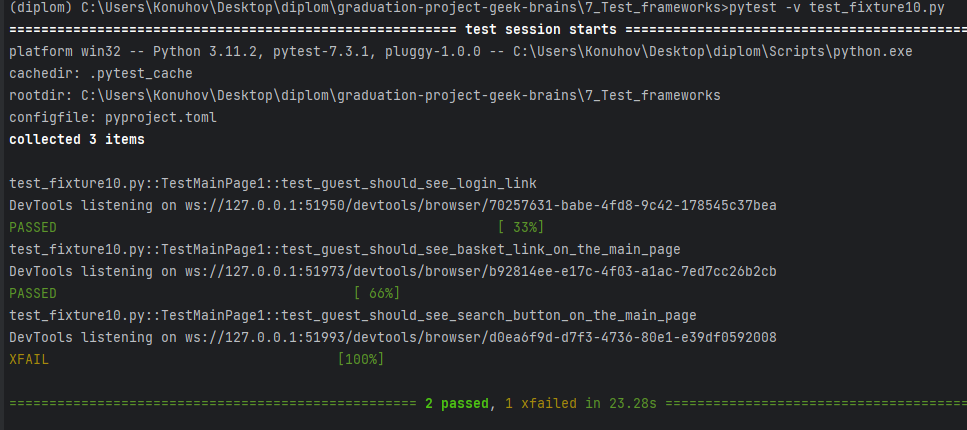 (diplom) C:\Users\Konuhov\Desktop\diplom\graduation-project-geek-brains\7_Test_frameworks>pytest -v test_fixture10.py
======================================================== test session starts ===========================================
platform win32 -- Python 3.11.2, pytest-7.3.1, pluggy-1.0.0 -- C:\Users\Konuhov\Desktop\diplom\Scripts\python.exe
cachedir: .pytest_cache
rootdir: C:\Users\Konuhov\Desktop\diplom\graduation-project-geek-brains\7_Test_frameworks
configfile: pyproject.toml
collected 3 items
test_fixture10.py::TestMainPage1::test_guest_should_see_login_link
DevTools listening on ws://127.0.0.1:51950/devtools/browser/70257631-babe-4fd8-9c42-178545c37bea
PASSED [ 33%]
test_fixture10.py::TestMainPage1::test_guest_should_see_basket_link_on_the_main_page
DevTools listening on ws://127.0.0.1:51973/devtools/browser/b92814ee-e17c-4f03-a1ac-7ed7cc26b2cb
PASSED [ 66%]
test_fixture10.py::TestMainPage1::test_guest_should_see_search_button_on_the_main_page
DevTools listening on ws://127.0.0.1:51993/devtools/browser/d0ea6f9d-d7f3-4736-80e1-e39df0592008
XFAIL [100%]
=================================================== 2 passed, 1 xfailed in 23.28s ======================================